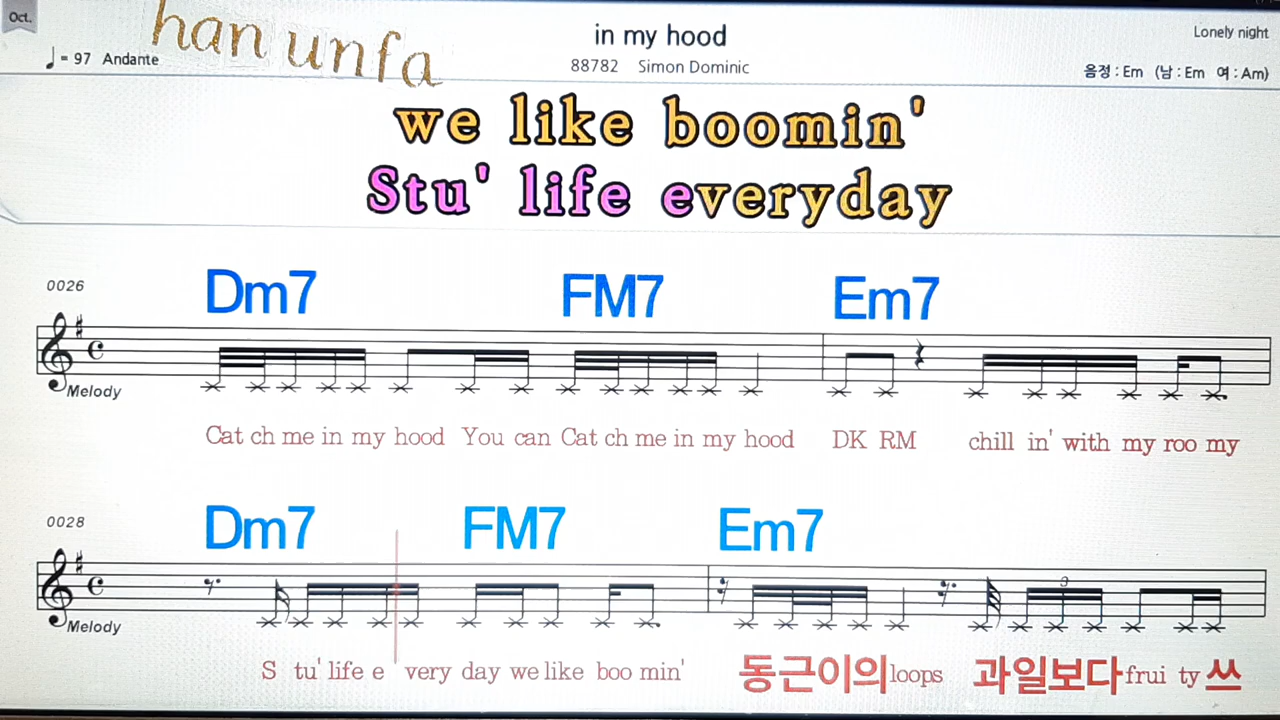 Oct.
han unfa
in my hood
Lonely night
♩= 97 Andante
88782 Simon Dominic
음정 : Em (남 : Em 여 : Am)
we like boomin'
Stu' life everyday
0026
Dm7 FM7 Em7
Melody
Cat ch me in my hood You can Cat ch me in my hood DK RM chill in' with my roo my
0028
Dm7 FM7 Em7
3
Melody
S tu' life e very day we like boo min' 동근이의 loops 과일보다 frui ty 쓰